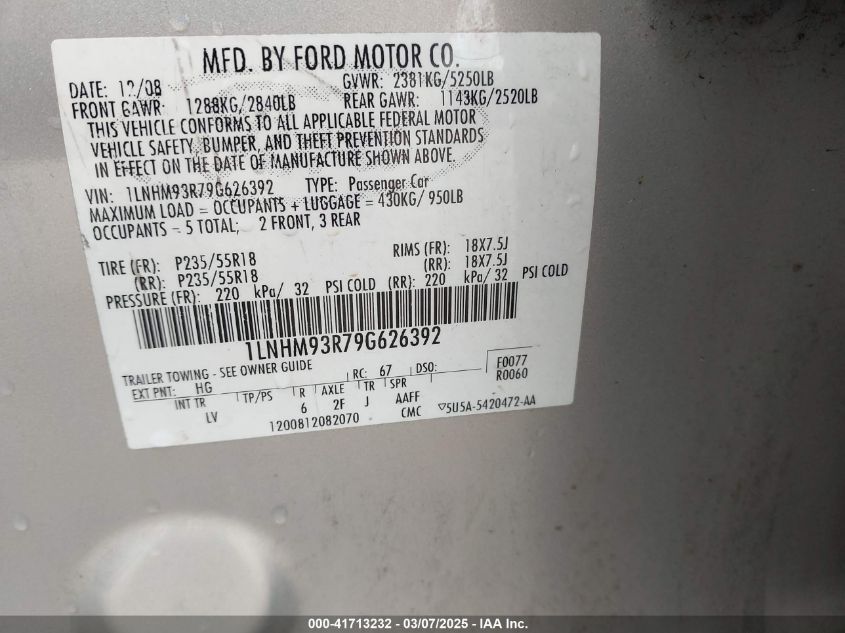 MFD. BY FORD MOTOR CO.
DATE: 12/08 GVWR: 2381KG/5250LB
FRONT GAWR: 1288KG/2840LB REAR GAWR: 1143KG/2520LB
THIS VEHICLE CONFORMS TO ALL APPLICABLE FEDERAL MOTOR
VEHICLE SAFETY, BUMPER, AND THEFT PREVENTION STANDARDS
IN EFFECT ON THE DATE OF MANUFACTURE SHOWN ABOVE.
VIN: 1LNHM93R79G626392 TYPE: Passenger Car
MAXIMUM LOAD = OCCUPANTS + LUGGAGE = 430KG/ 950LB
OCCUPANTS = 5 TOTAL; 2 FRONT, 3 REAR
TIRE (FR): P235/55R18 RIMS (FR): 18X7.5J
(RR): P235/55R18 (RR): 18X7.5J
PRESSURE (FR): 220 kPa/ 32 PSI COLD (RR): 220 kPa/ 32 PSI COLD
1LNHM93R79G626392
TRAILER TOWING - SEE OWNER GUIDE
EXT PNT: HG RC: 67 DSO: F0077
R0060
INT TR TP/PS R AXLE TR SPR
LV 6 2F J AAFF
1200812082070 CMC ▽5U5A-5420472-AA
000-41713232 - 03/07/2025 - IAA Inc.